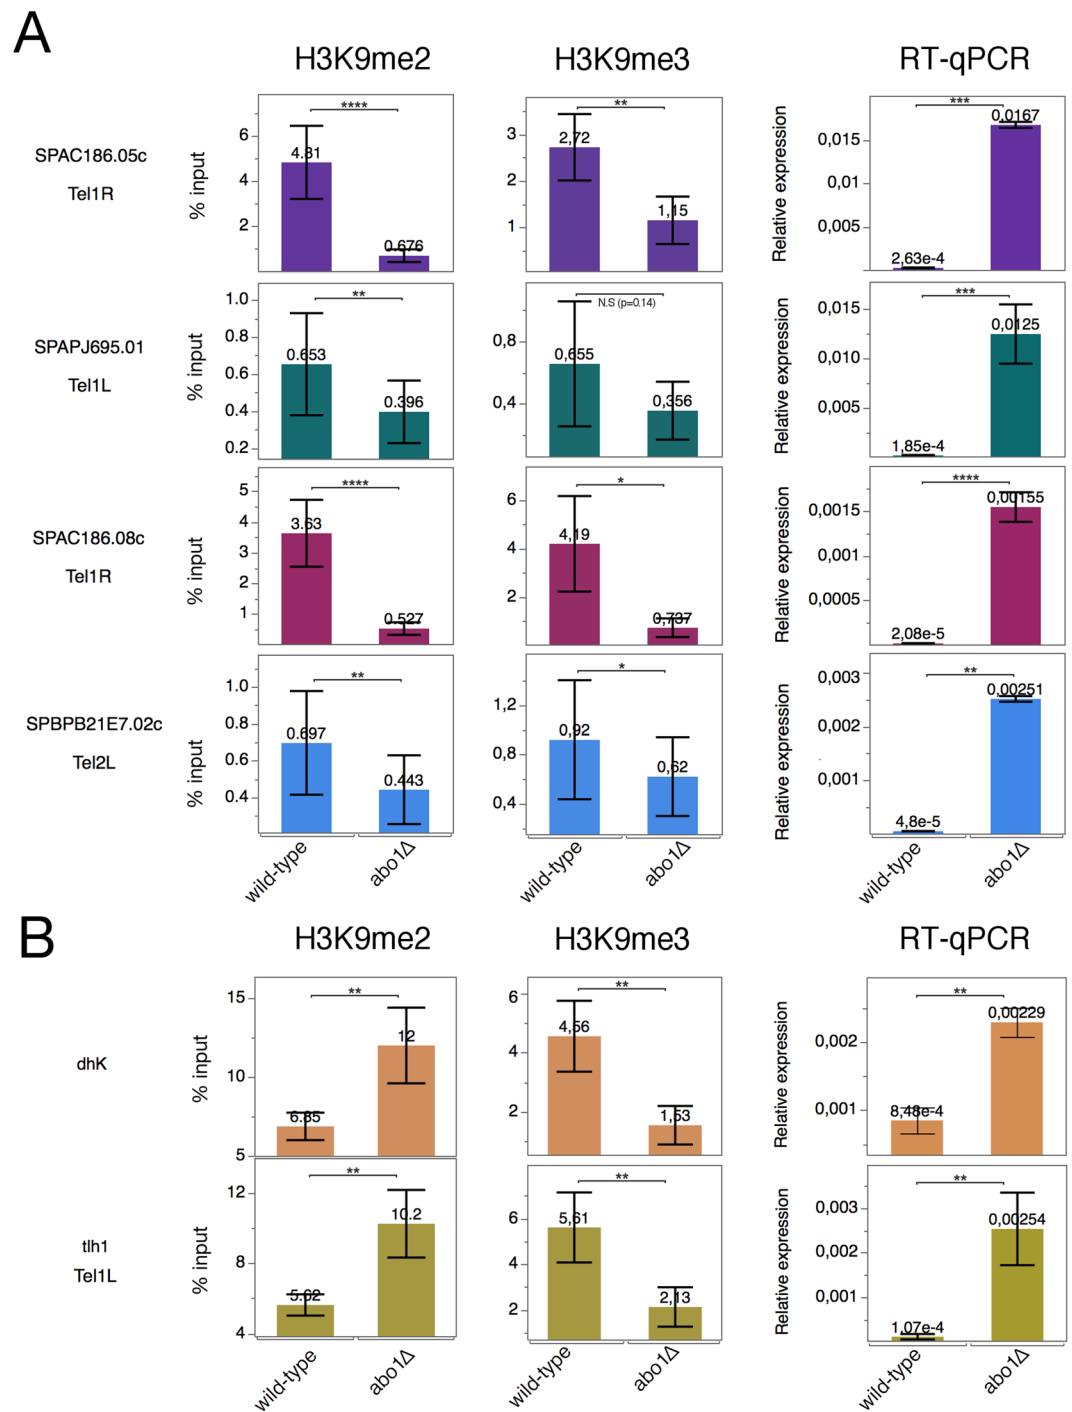 A
H3K9me2
H3K9me3
RT-qPCR
SPAC186.05c
Tel1R
% input
6
4
2
****
4.81
0.676
3
2
1
**
2,72
1,15
Relative expression
0,015
0,01
0,005
***
2,63e-4
0,0167
SPAPJ695.01
Tel1L
% input
1.0
0.8
0.6
0.4
0.2
**
0.653
0.396
0,8
0,4
N.S (p=0.14)
0,655
0,356
Relative expression
0,015
0,010
0,005
***
1,85e-4
0,0125
SPAC186.08c
Tel1R
% input
5
4
3
2
1
****
3.63
0.527
6
4
2
*
4,19
0,737
Relative expression
0,0015
0,001
0,0005
****
2,08e-5
0,00155
SPBPB21E7.02c
Tel2L
% input
1.0
0.8
0.6
0.4
**
0.697
0.443
1,2
0,8
0,4
*
0,92
0,62
Relative expression
0,003
0,002
0,001
**
4,8e-5
0,00251
wild-type
abo1Δ
wild-type
abo1Δ
wild-type
abo1Δ
B
H3K9me2
H3K9me3
RT-qPCR
dhK
% input
15
10
5
**
6.85
12
6
4
2
**
4,56
1,53
Relative expression
0,002
0,001
**
8,48e-4
0,00229
tlh1
Tel1L
% input
12
8
4
**
5.62
10.2
6
4
2
**
5,61
2,13
Relative expression
0,003
0,002
0,001
**
1,07e-4
0,00254
wild-type
abo1Δ
wild-type
abo1Δ
wild-type
abo1Δ